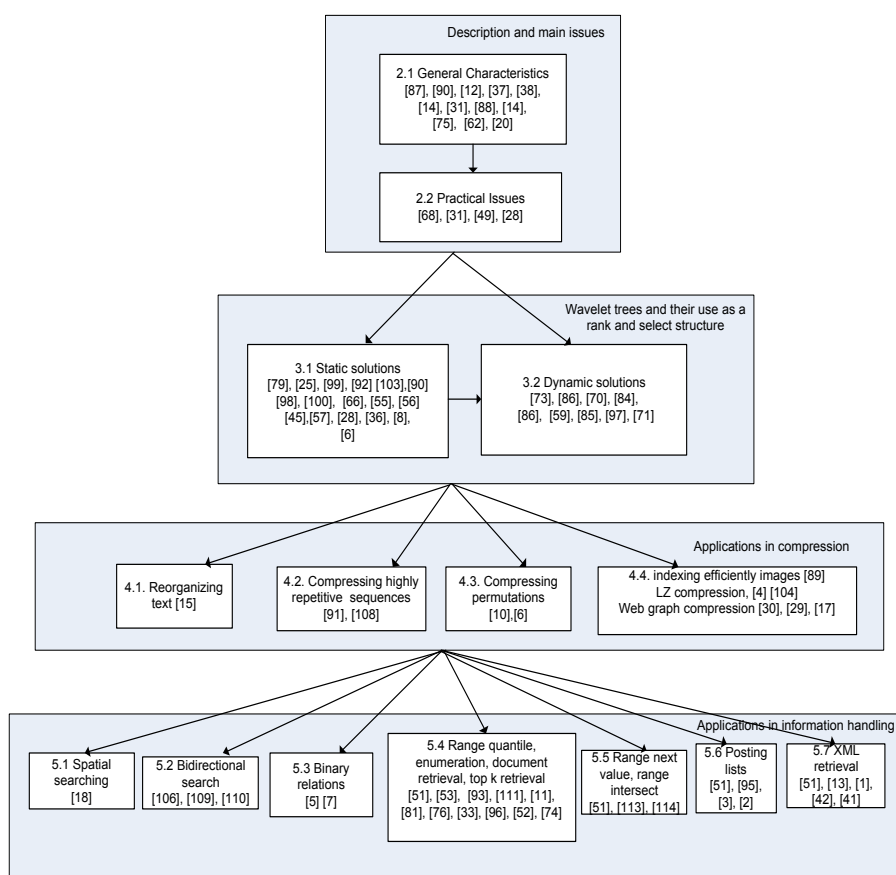 Description and main issues
2.1 General Characteristics
[87], [90], [12], [37], [38],
[14], [31], [88], [14],
[75], [62], [20]
2.2 Practical Issues
[68], [31], [49], [28]
Wavelet trees and their use as a
rank and select structure
3.1 Static solutions
[79], [25], [99], [92] [103],[90]
[98], [100], [66], [55], [56]
[45],[57], [28], [36], [8],
[6]
3.2 Dynamic solutions
[73], [86], [70], [84],
[86], [59], [85], [97], [71]
Applications in compression
4.1. Reorganizing
text [15]
4.2. Compressing highly
repetitive sequences
[91], [108]
4.3. Compressing
permutations
[10],[6]
4.4. indexing efficiently images [89]
LZ compression, [4] [104]
Web graph compression [30], [29], [17]
Applications in information handling
5.1 Spatial
searching
[18]
5.2 Bidirectional
search
[106], [109], [110]
5.3 Binary
relations
[5] [7]
5.4 Range quantile,
enumeration, document
retrieval, top k retrieval
[51], [53], [93], [111], [11],
[81], [76], [33], [96], [52], [74]
5.5 Range next
value, range
intersect
[51], [113], [114]
5.6 Posting
lists
[51], [95],
[3], [2]
5.7 XML
retrieval
[51], [13], [1],
[42], [41]